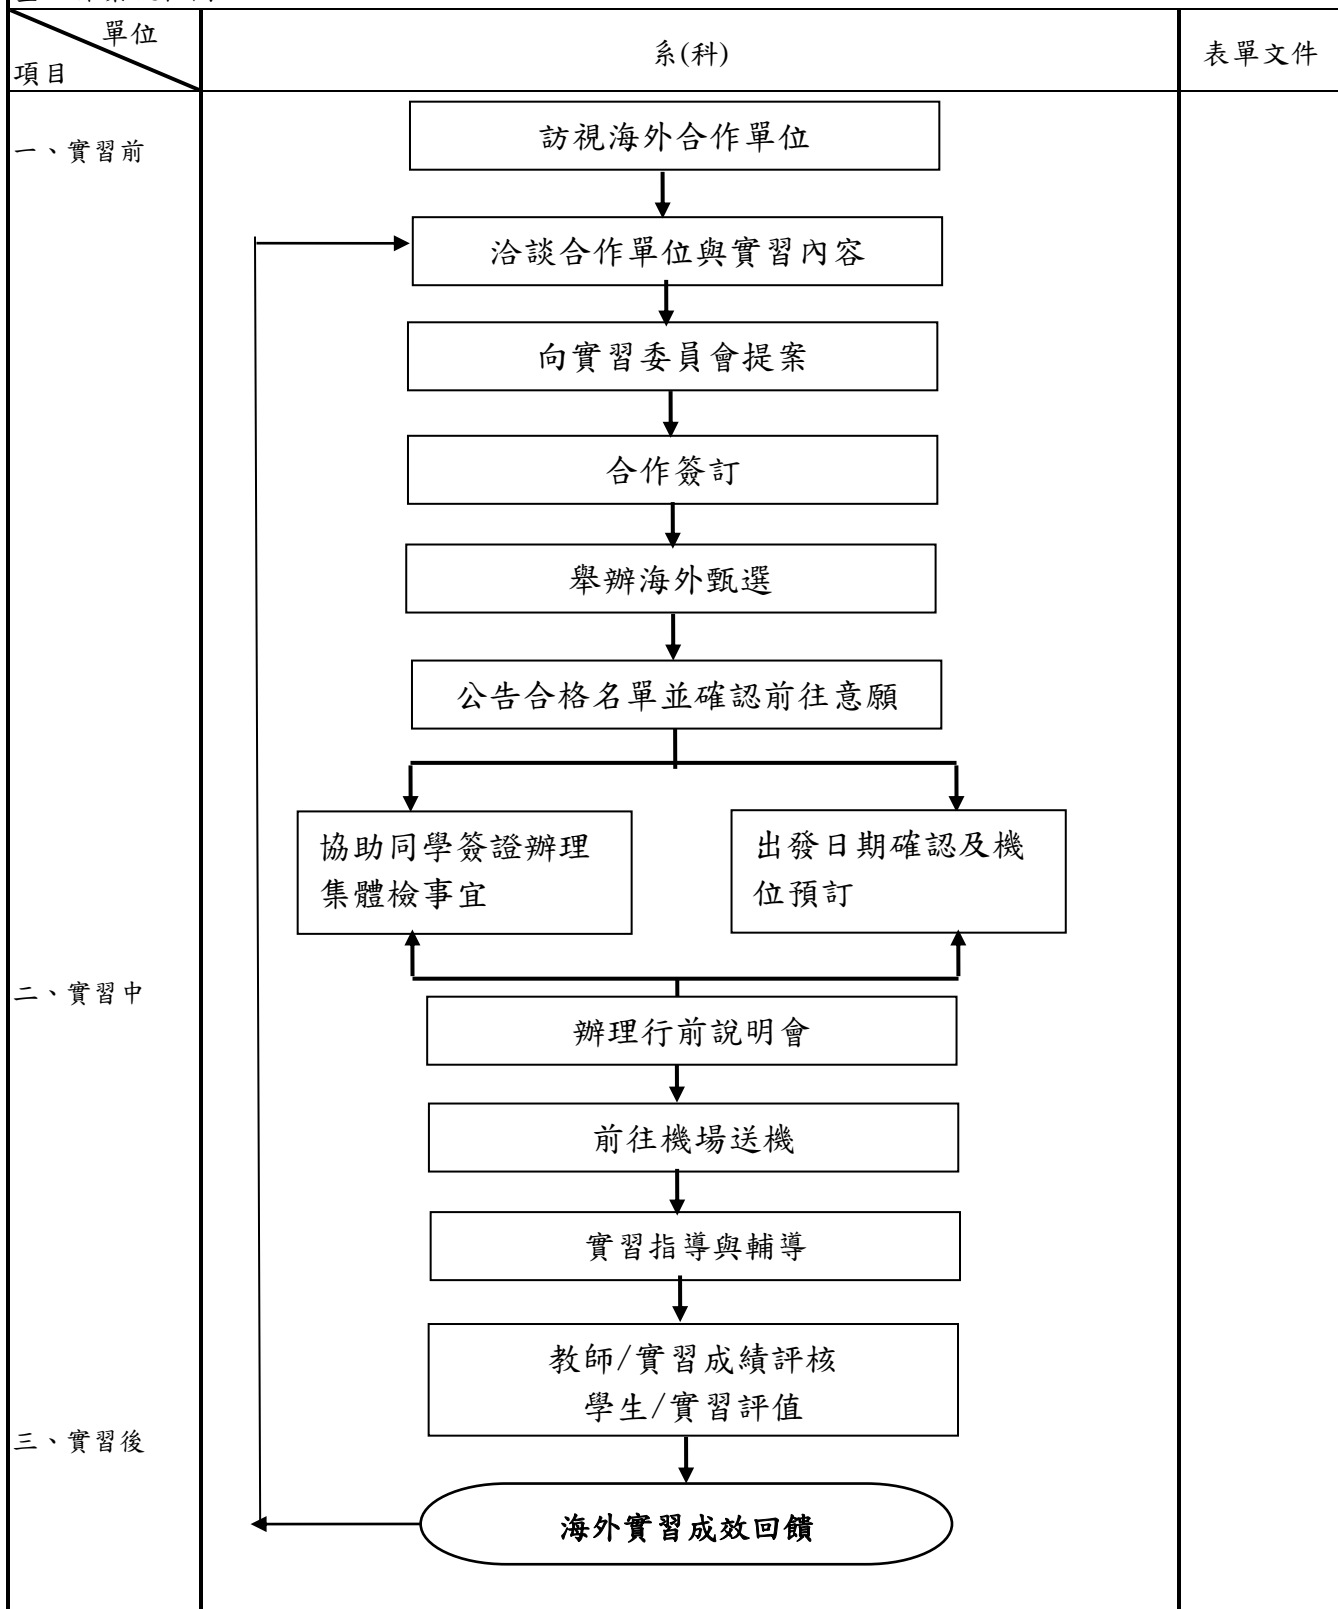 單位
項目
系(科)
表單文件
一、實習前
訪視海外合作單位
洽談合作單位與實習內容
向實習委員會提案
合作簽訂
舉辦海外甄選
公告合格名單並確認前往意願
協助同學簽證辦理
集體檢事宜
出發日期確認及機
位預訂
二、實習中
辦理行前說明會
前往機場送機
實習指導與輔導
教師/實習成績評核
學生/實習評值
三、實習後
海外實習成效回饋